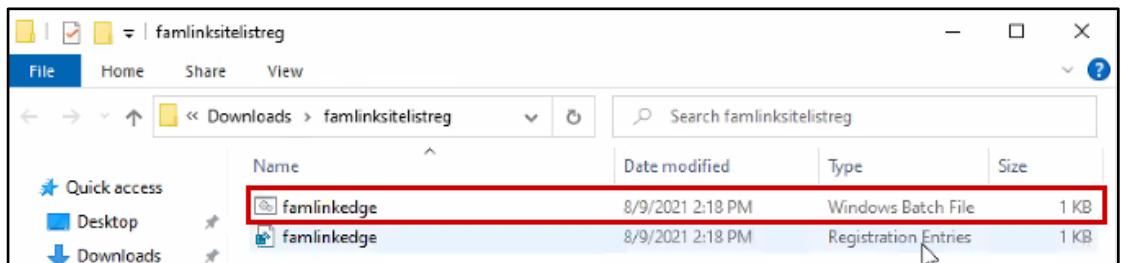 famlinksitelistreg
File Home Share View
« Downloads › famlinksitelistreg Search famlinksitelistreg
Name Date modified Type Size
Quick access
famlinkedge 8/9/2021 2:18 PM Windows Batch File 1 KB
Desktop
famlinkedge 8/9/2021 2:18 PM Registration Entries 1 KB
Downloads